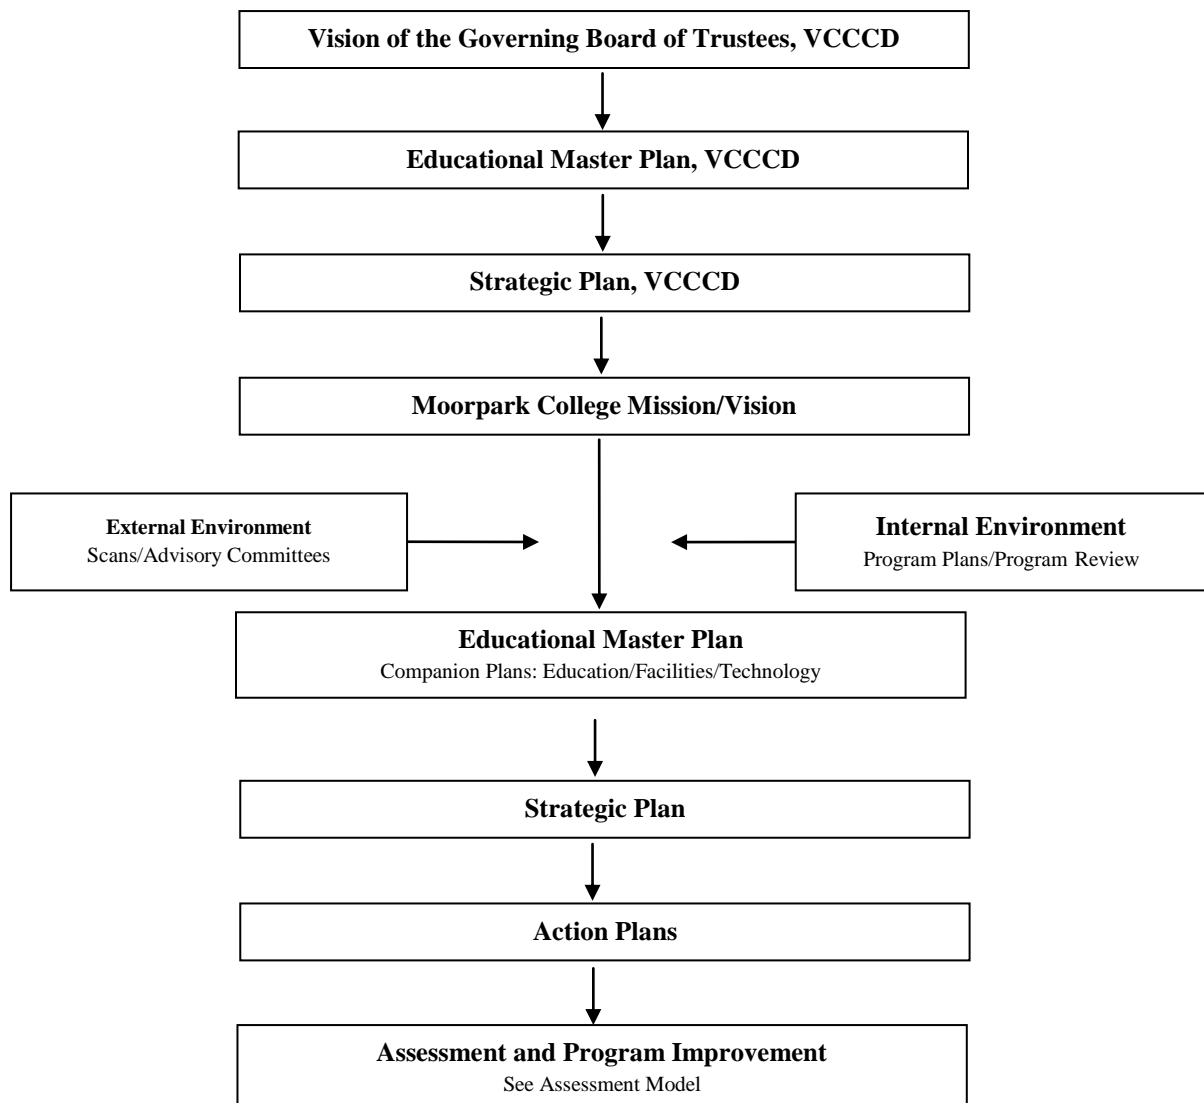 Vision of the Governing Board of Trustees, VCCCD
Educational Master Plan, VCCCD
Strategic Plan, VCCCD
Moorpark College Mission/Vision
External Environment
Scans/Advisory Committees
Internal Environment
Program Plans/Program Review
Educational Master Plan
Companion Plans: Education/Facilities/Technology
Strategic Plan
Action Plans
Assessment and Program Improvement
See Assessment Model